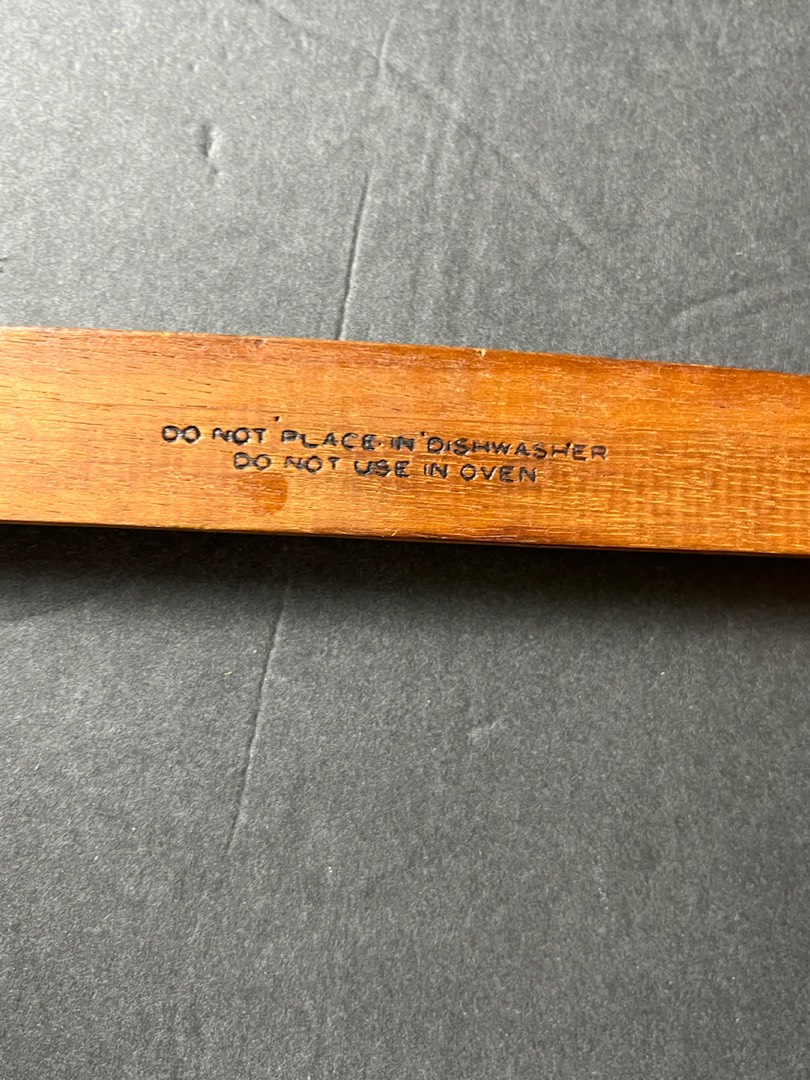 DO NOT PLACE IN DISHWASHER
DO NOT USE IN OVEN